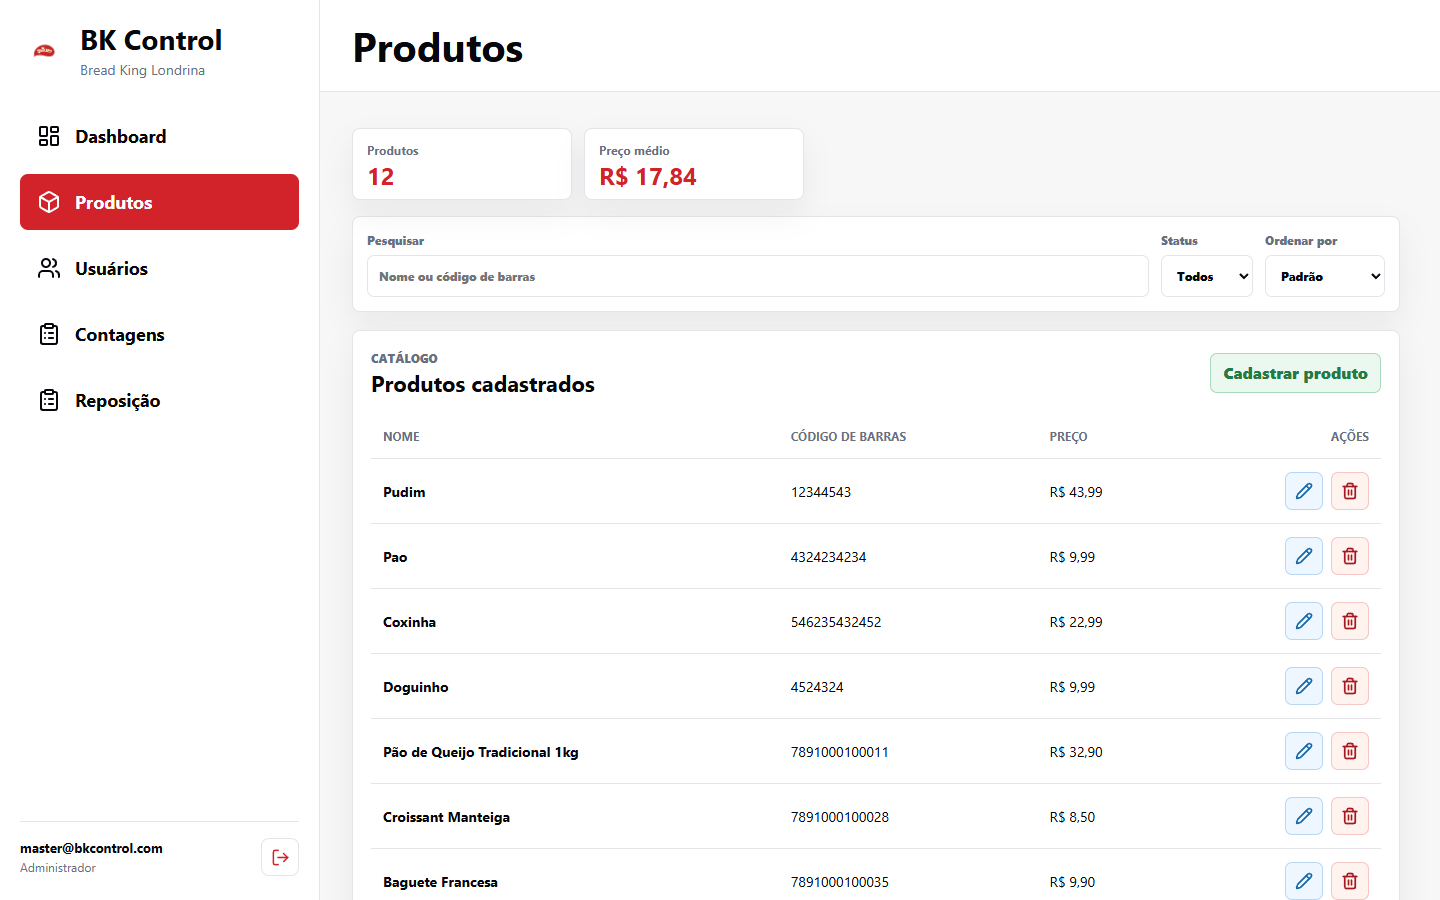 BK Control
Bread King Londrina
Dashboard
Produtos
Usuários
Contagens
Reposição
master@bkcontrol.com
Administrador
Produtos
Produtos
12
Preço médio
R$ 17,84
Pesquisar
Nome ou código de barras
Status
Todos
Ordenar por
Padrão
CATÁLOGO
Produtos cadastrados
Cadastrar produto
NOME CÓDIGO DE BARRAS PREÇO AÇÕES
Pudim 12344543 R$ 43,99
Pao 4324234234 R$ 9,99
Coxinha 546235432452 R$ 22,99
Doguinho 4524324 R$ 9,99
Pão de Queijo Tradicional 1kg 7891000100011 R$ 32,90
Croissant Manteiga 7891000100028 R$ 8,50
Baguete Francesa 7891000100035 R$ 9,90